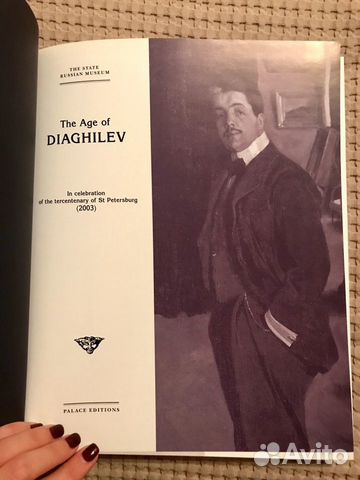 THE STATE
RUSSIAN MUSEUM
The Age of
DIAGHILEV
In celebration
of the tercentenary of St Petersburg
(2003)
PALACE EDITIONS
Avito